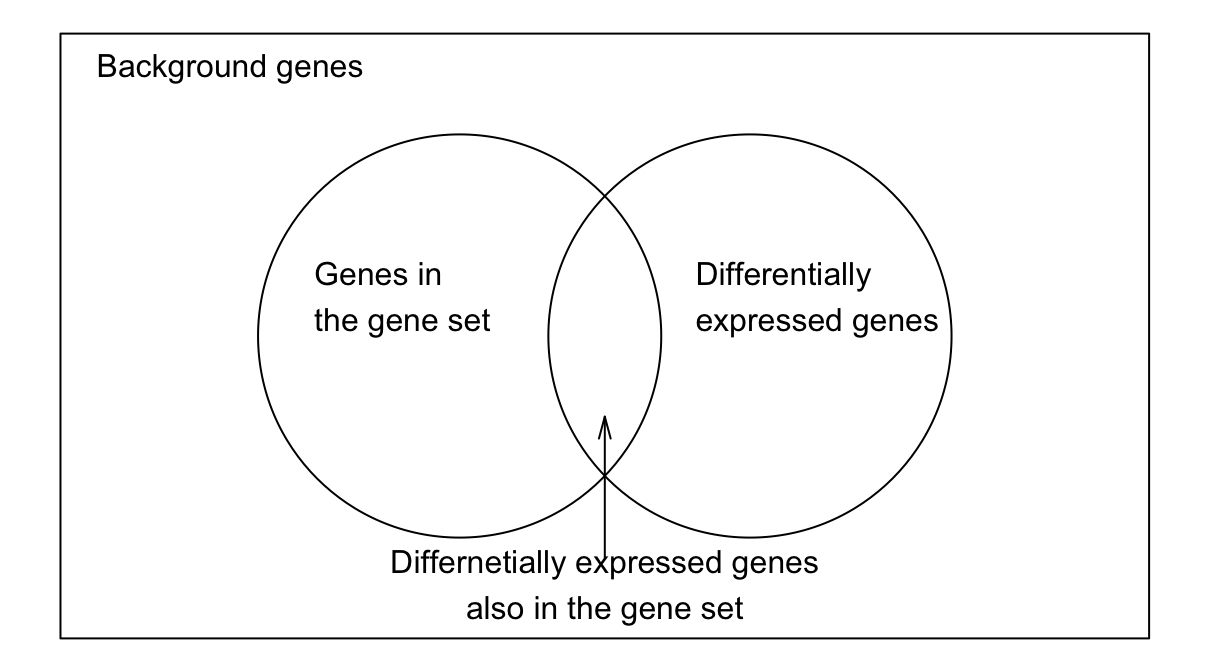 Background genes
Genes in
the gene set
Differentially
expressed genes
Differnetially expressed genes
also in the gene set